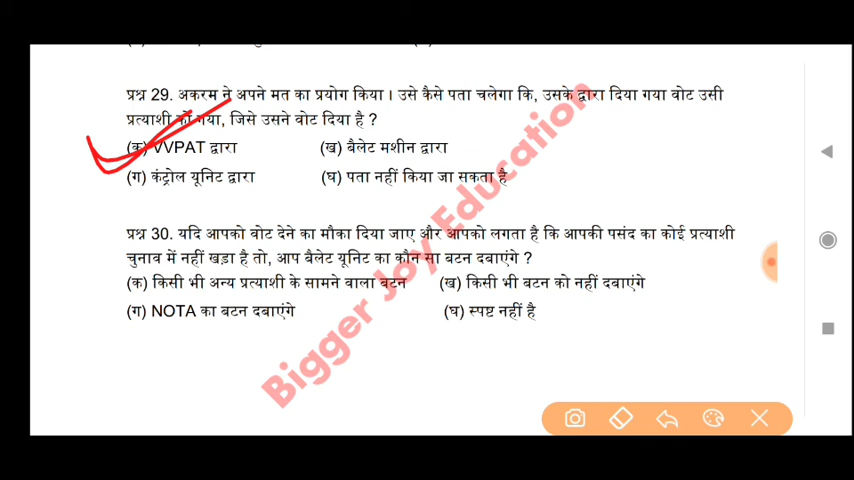 प्रश्न 29. अकरम ने अपने मत का प्रयोग किया। उसे कैसे पता चलेगा कि, उसके द्वारा दिया गया वोट उसी
प्रत्याशी को गया, जिसे उसने वोट दिया है ?
(क) VVPAT द्वारा (ख) बैलेट मशीन द्वारा
(ग) कंट्रोल यूनिट द्वारा (घ) पता नहीं किया जा सकता है
प्रश्न 30. यदि आपको वोट देने का मौका दिया जाए और आपको लगता है कि आपकी पसंद का कोई प्रत्याशी
चुनाव में नहीं खड़ा है तो, आप बैलेट यूनिट का कौन सा बटन दबाएंगे ?
(क) किसी भी अन्य प्रत्याशी के सामने वाला बटन (ख) किसी भी बटन को नहीं दबाएंगे
(ग) NOTA का बटन दबाएंगे (घ) स्पष्ट नहीं है
Bigger Joy Education